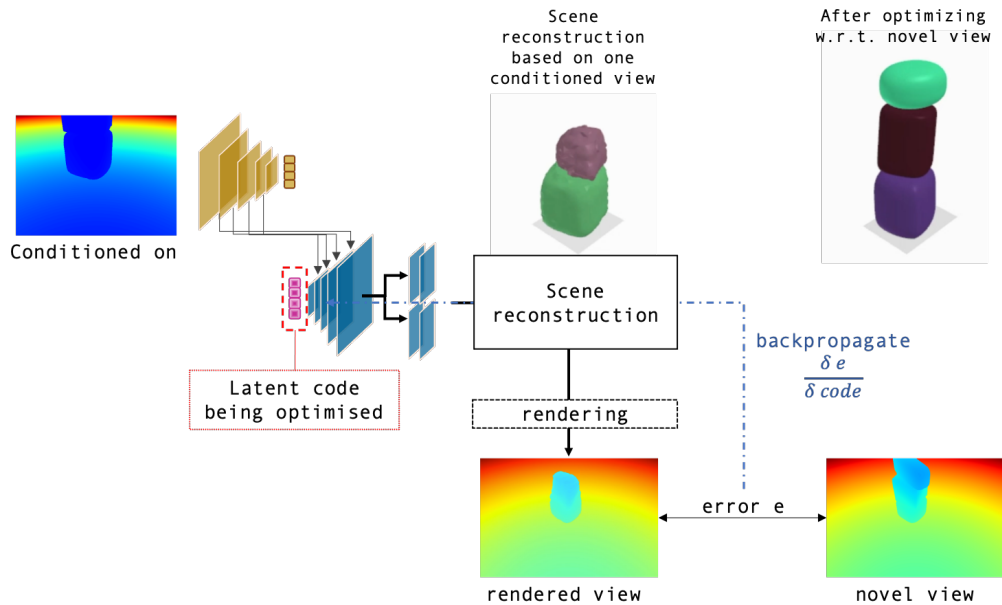 Scene
reconstruction
based on one
conditioned view
After optimizing
w.r.t. novel view
Conditioned on
Scene
reconstruction
backpropagate
δ e
δ code
Latent code
being optimised
rendering
error e
rendered view
novel view